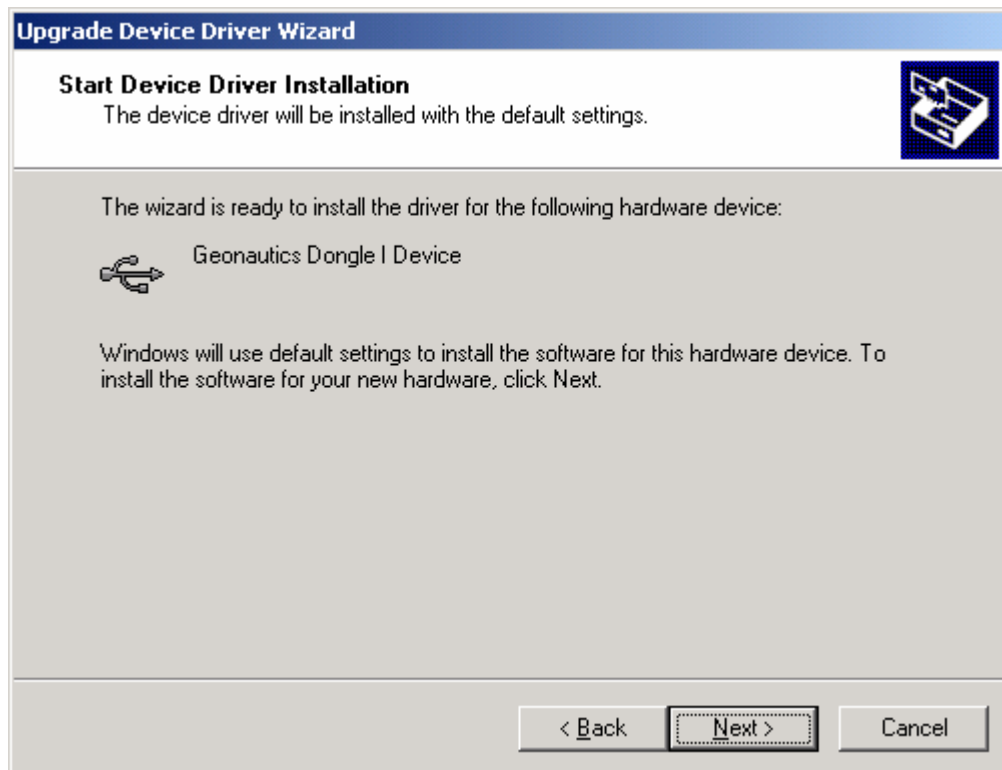 Upgrade Device Driver Wizard
Start Device Driver Installation
The device driver will be installed with the default settings.
The wizard is ready to install the driver for the following hardware device:
Geonautics Dongle I Device
Windows will use default settings to install the software for this hardware device. To
install the software for your new hardware, click Next.
< Back Next > Cancel